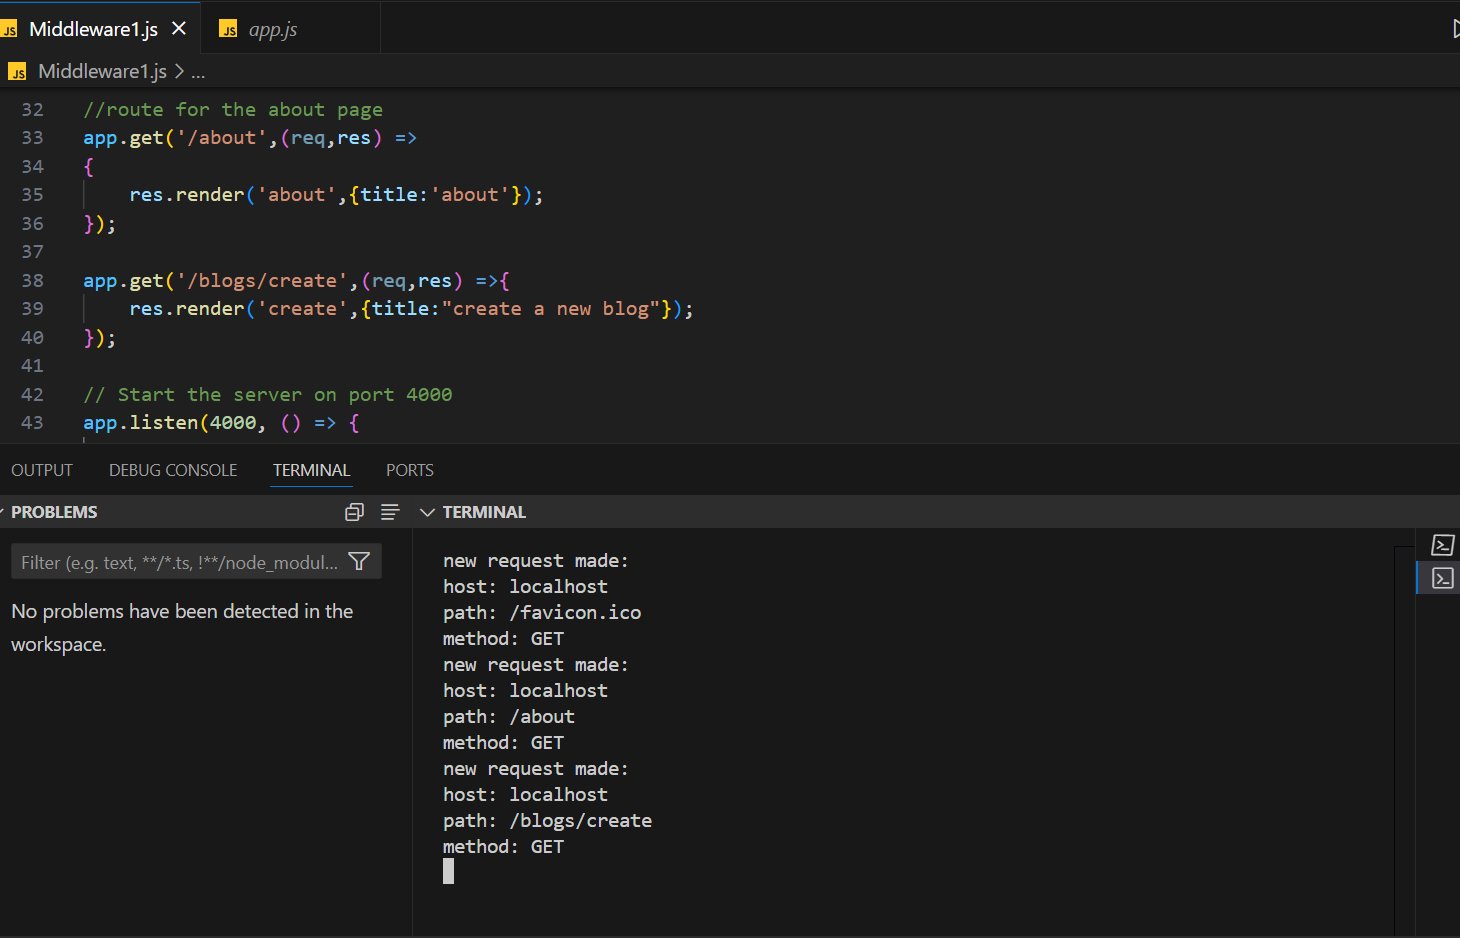 JS Middleware1.js
JS app.js
JS Middleware1.js > ...
32 //route for the about page
33 app.get('/about',(req,res) =>
34 {
35     res.render('about',{title:'about'});
36 });
37
38 app.get('/blogs/create',(req,res) =>{
39     res.render('create',{title:"create a new blog"});
40 });
41
42 // Start the server on port 4000
43 app.listen(4000, () => {
OUTPUT DEBUG CONSOLE TERMINAL PORTS
PROBLEMS
Filter (e.g. text, **/*.ts, !**/node_modul...
No problems have been detected in the
workspace.
TERMINAL
new request made:
host: localhost
path: /favicon.ico
method: GET
new request made:
host: localhost
path: /about
method: GET
new request made:
host: localhost
path: /blogs/create
method: GET